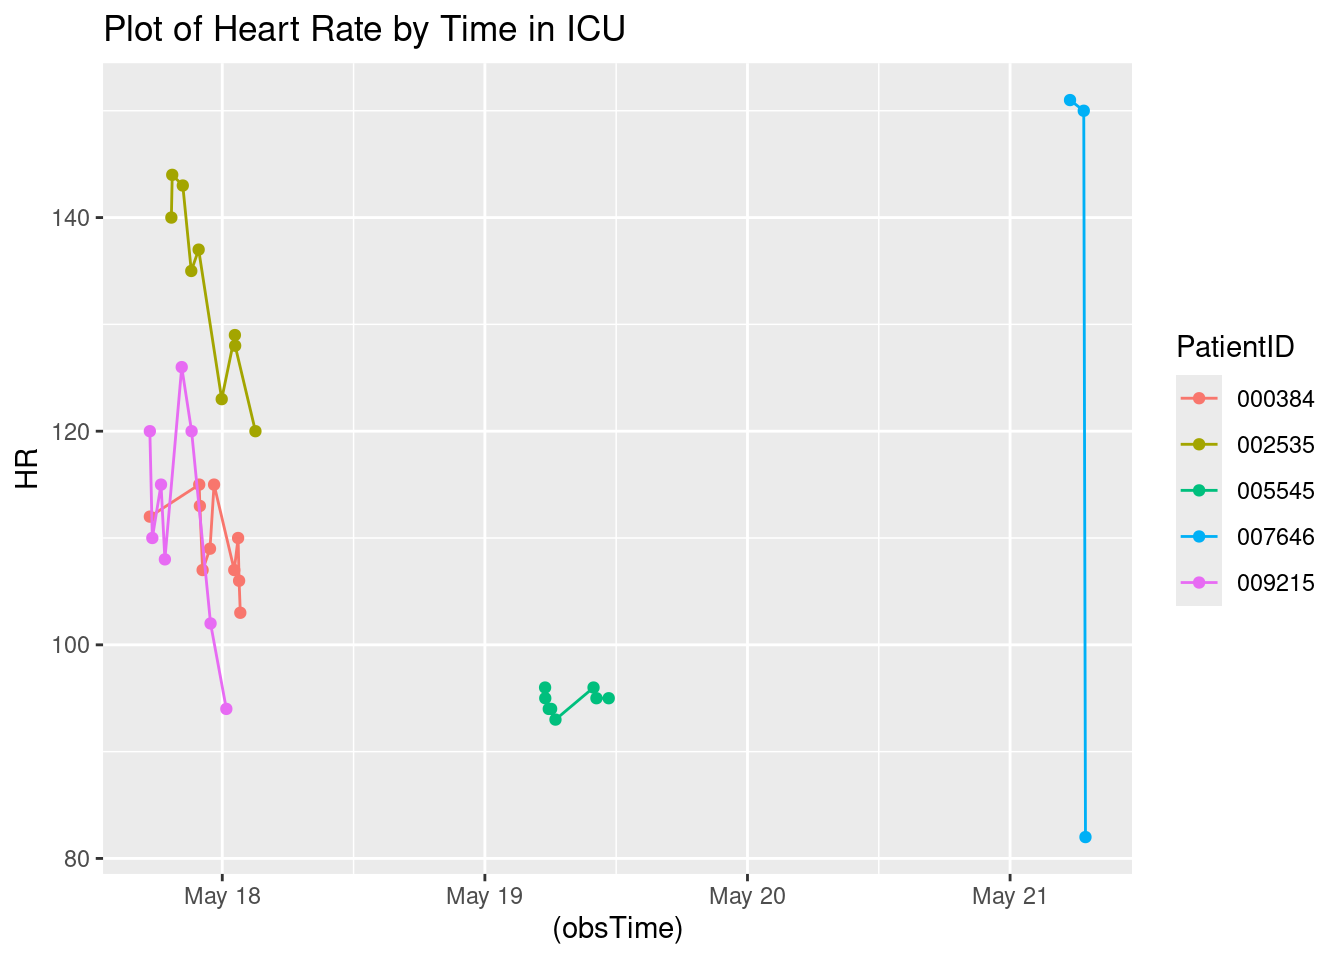 Plot of Heart Rate by Time in ICU
140
120
100
80
HR
May 18
May 19
May 20
May 21
(obsTime)
PatientID
000384
002535
005545
007646
009215